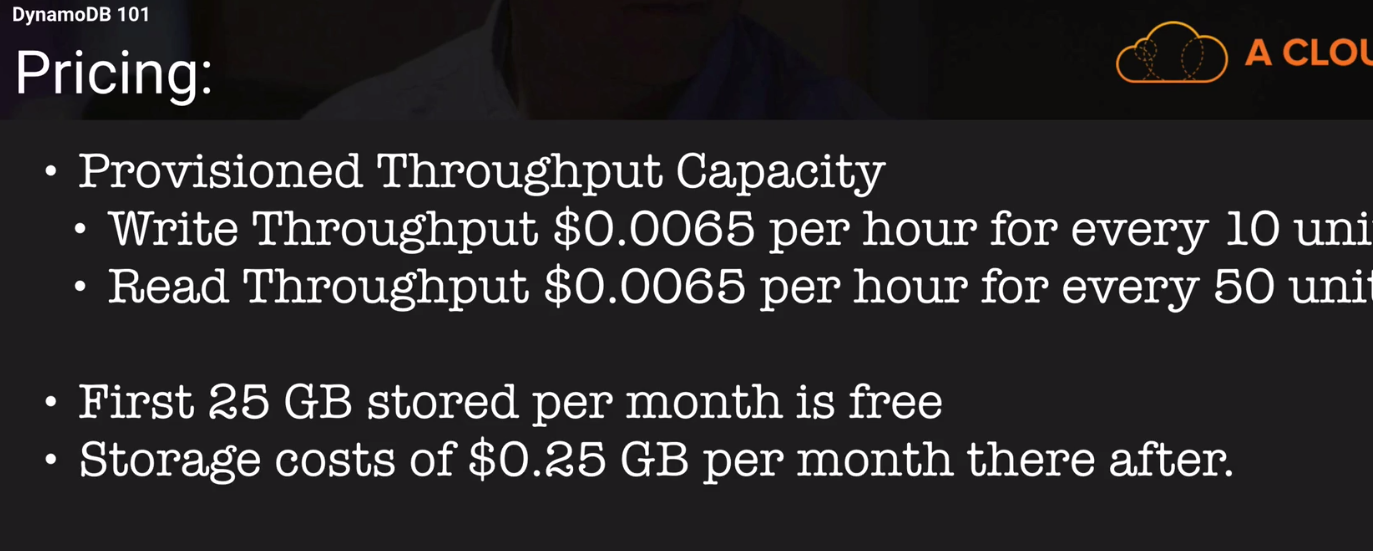 DynamoDB 101
Pricing:
A CLOU
• Provisioned Throughput Capacity
• Write Throughput $0.0065 per hour for every 10 uni
• Read Throughput $0.0065 per hour for every 50 unit
• First 25 GB stored per month is free
• Storage costs of $0.25 GB per month there after.